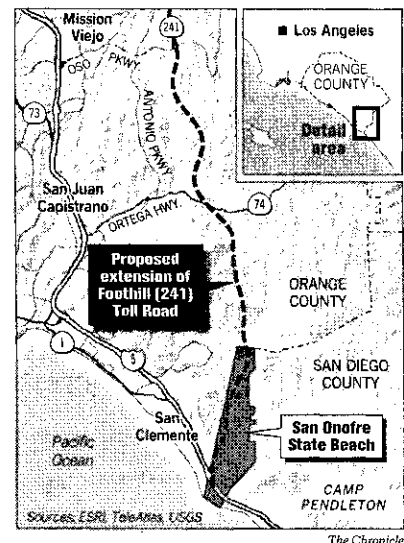 Mission
Viejo
241
Los Angeles
OSO PKWY
ORANGE
COUNTY
ANTONIO PKWY
73
Detail
area
San Juan
Capistrano
ORTEGA HWY.
74
Proposed
extension of
Foothill (241)
Toll Road
ORANGE
COUNTY
1
5
SAN DIEGO
COUNTY
San
Clemente
San Onofre
State Beach
Pacific
Ocean
CAMP
PENDLETON
Sources: ESRI, TeleAtlas, USGS
The Chronicle